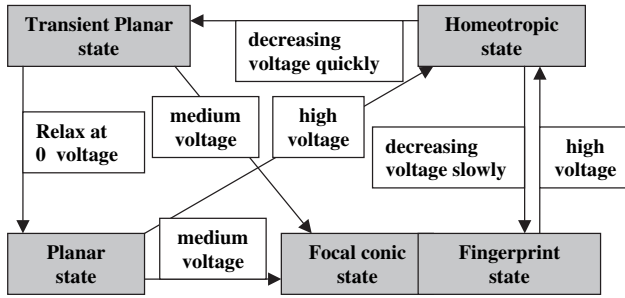 Transient Planar
state
Homeotropic
state
decreasing
voltage quickly
Relax at
0 voltage
medium
voltage
high
voltage
decreasing
voltage slowly
high
voltage
Planar
state
medium
voltage
Focal conic
state
Fingerprint
state